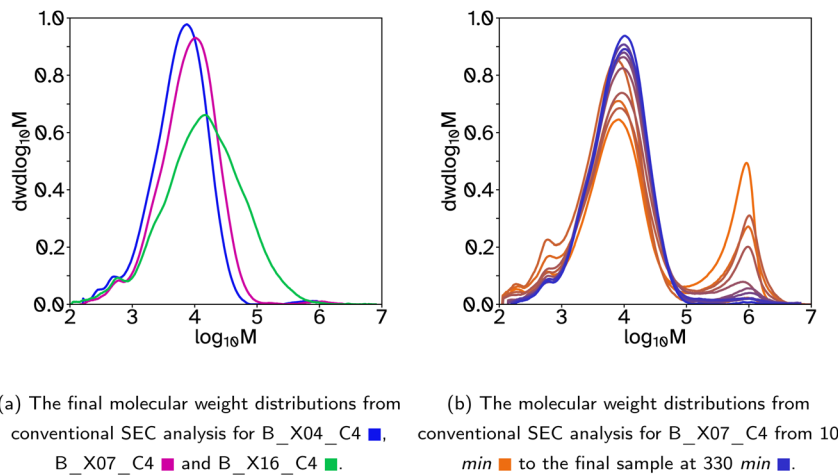 1.0
0.8
0.6
0.4
0.2
0.0
dwdlog₁₀M
2 3 4 5 6 7
log₁₀M
1.0
0.8
0.6
0.4
0.2
0.0
dwdlog₁₀M
2 3 4 5 6 7
log₁₀M
(a) The final molecular weight distributions from
conventional SEC analysis for B_X04_C4 ■,
B_X07_C4 ■ and B_X16_C4 ■.
(b) The molecular weight distributions from
conventional SEC analysis for B_X07_C4 from 10
min ■ to the final sample at 330 min ■.